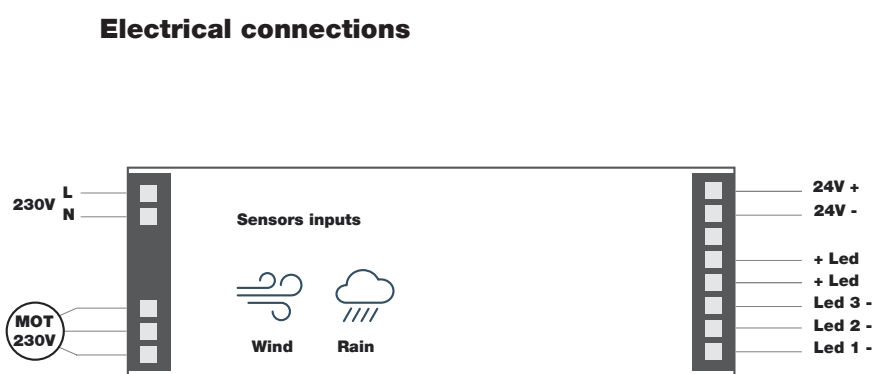 Electrical connections
230V L
N
MOT
230V
Sensors inputs
Wind Rain
24V +
24V -
+ Led
+ Led
Led 3 -
Led 2 -
Led 1 -